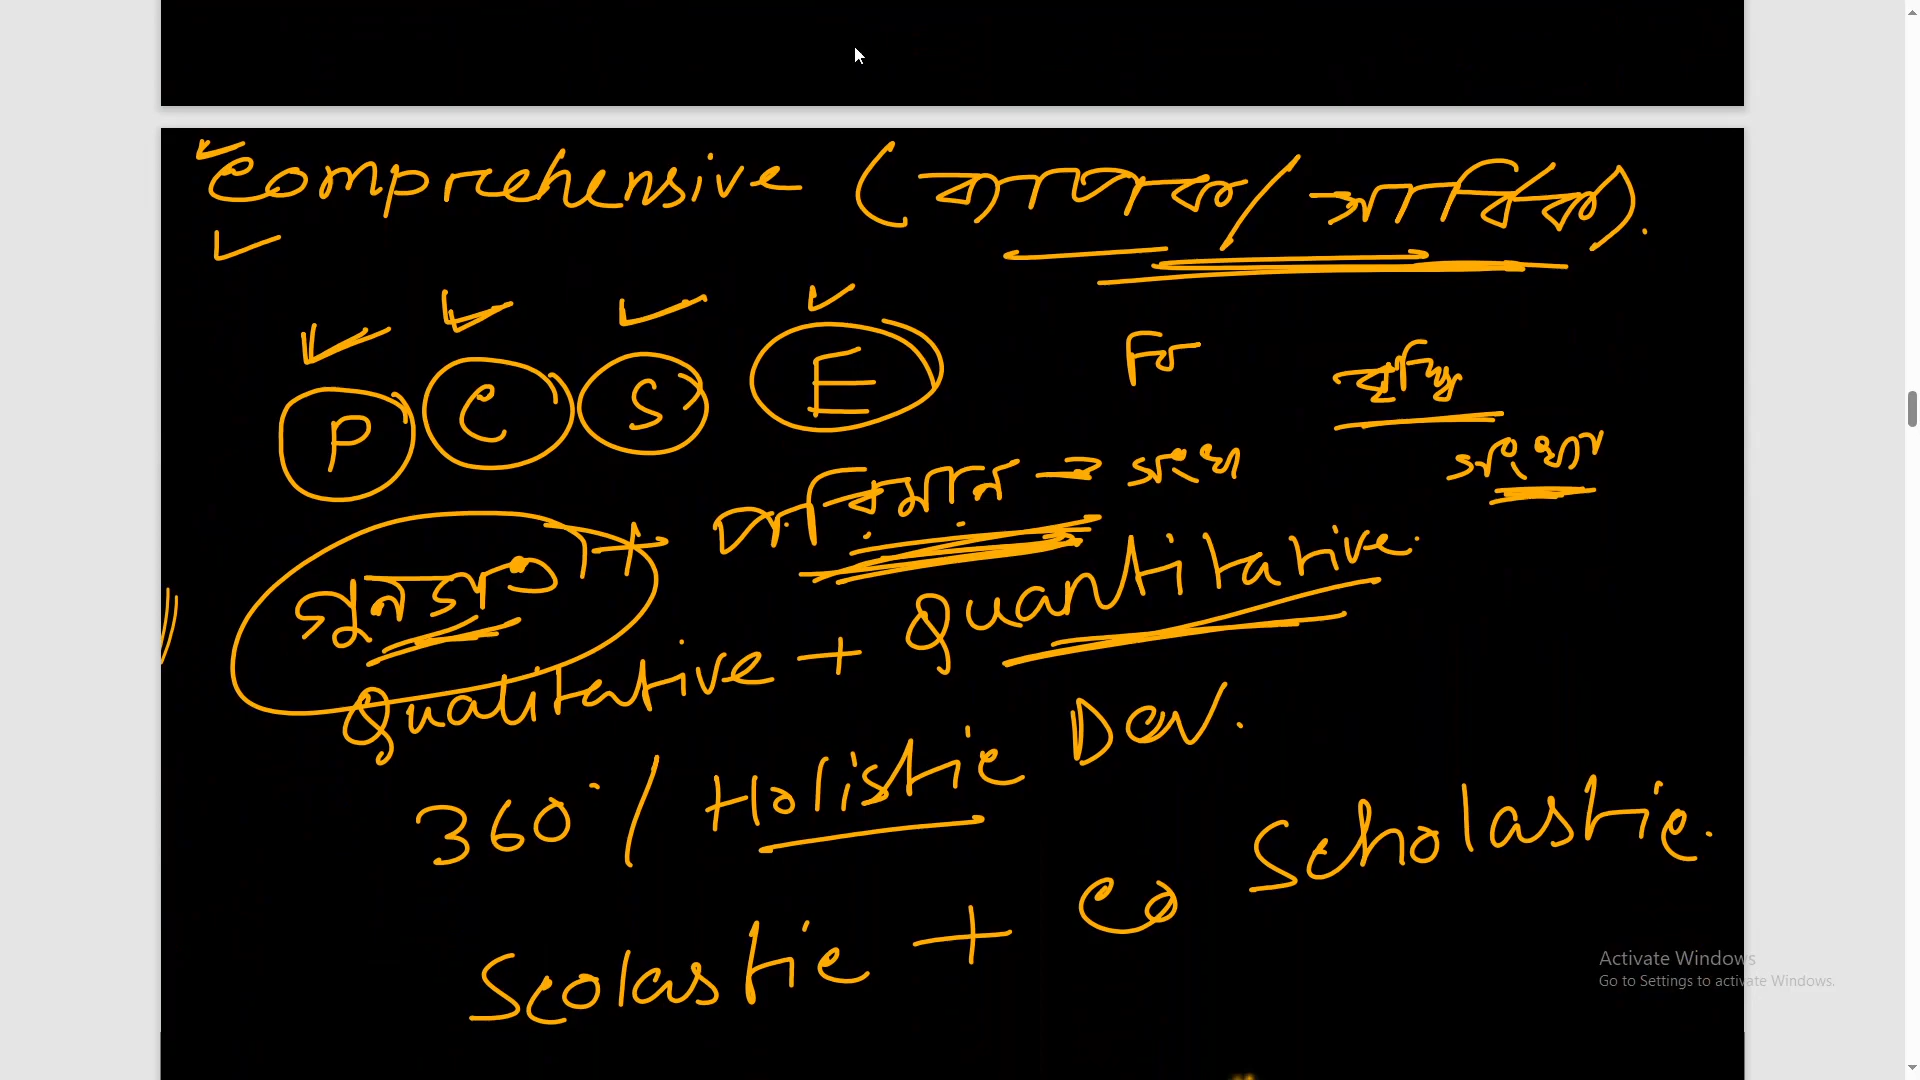 Comprehensive (ব্যাপক/সার্বিক).
P C S E
বুদ্ধি
গুনগত + পরিমান → সংখ্যা সংখ্যা
Qualitative + Quantitative.
360°/ Holistic Dev.
Scolastic + Co Scholastic.
Activate Windows
Go to Settings to activate Windows.